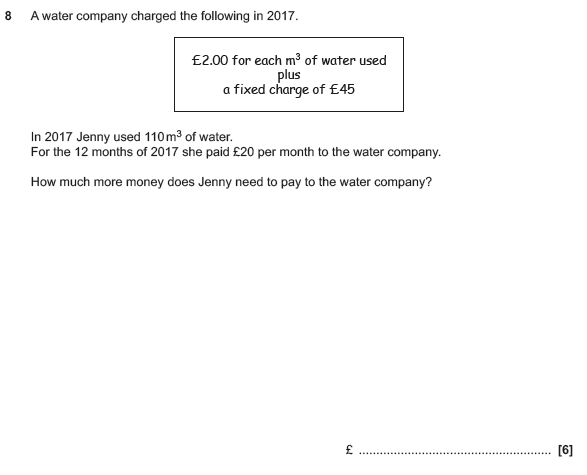 8 A water company charged the following in 2017.
£2.00 for each m³ of water used
plus
a fixed charge of £45
In 2017 Jenny used 110 m³ of water.
For the 12 months of 2017 she paid £20 per month to the water company.
How much more money does Jenny need to pay to the water company?
£ ....................................................... [6]